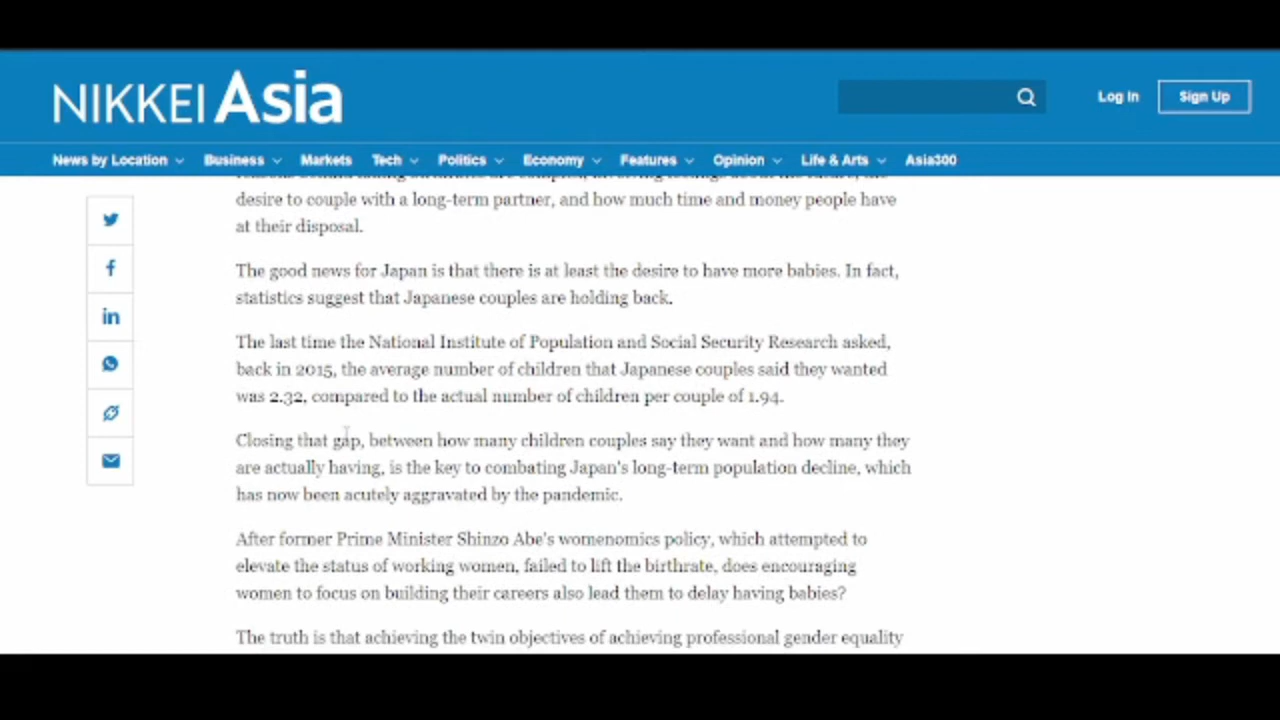 NIKKEI Asia
Log In
Sign Up
News by Location
Business
Markets
Tech
Politics
Economy
Features
Opinion
Life & Arts
Asia300
desire to couple with a long-term partner, and how much time and money people have
at their disposal.
The good news for Japan is that there is at least the desire to have more babies. In fact,
statistics suggest that Japanese couples are holding back.
The last time the National Institute of Population and Social Security Research asked,
back in 2015, the average number of children that Japanese couples said they wanted
was 2.32, compared to the actual number of children per couple of 1.94.
Closing that gap, between how many children couples say they want and how many they
are actually having, is the key to combating Japan's long-term population decline, which
has now been acutely aggravated by the pandemic.
After former Prime Minister Shinzo Abe's womenomics policy, which attempted to
elevate the status of working women, failed to lift the birthrate, does encouraging
women to focus on building their careers also lead them to delay having babies?
The truth is that achieving the twin objectives of achieving professional gender equality